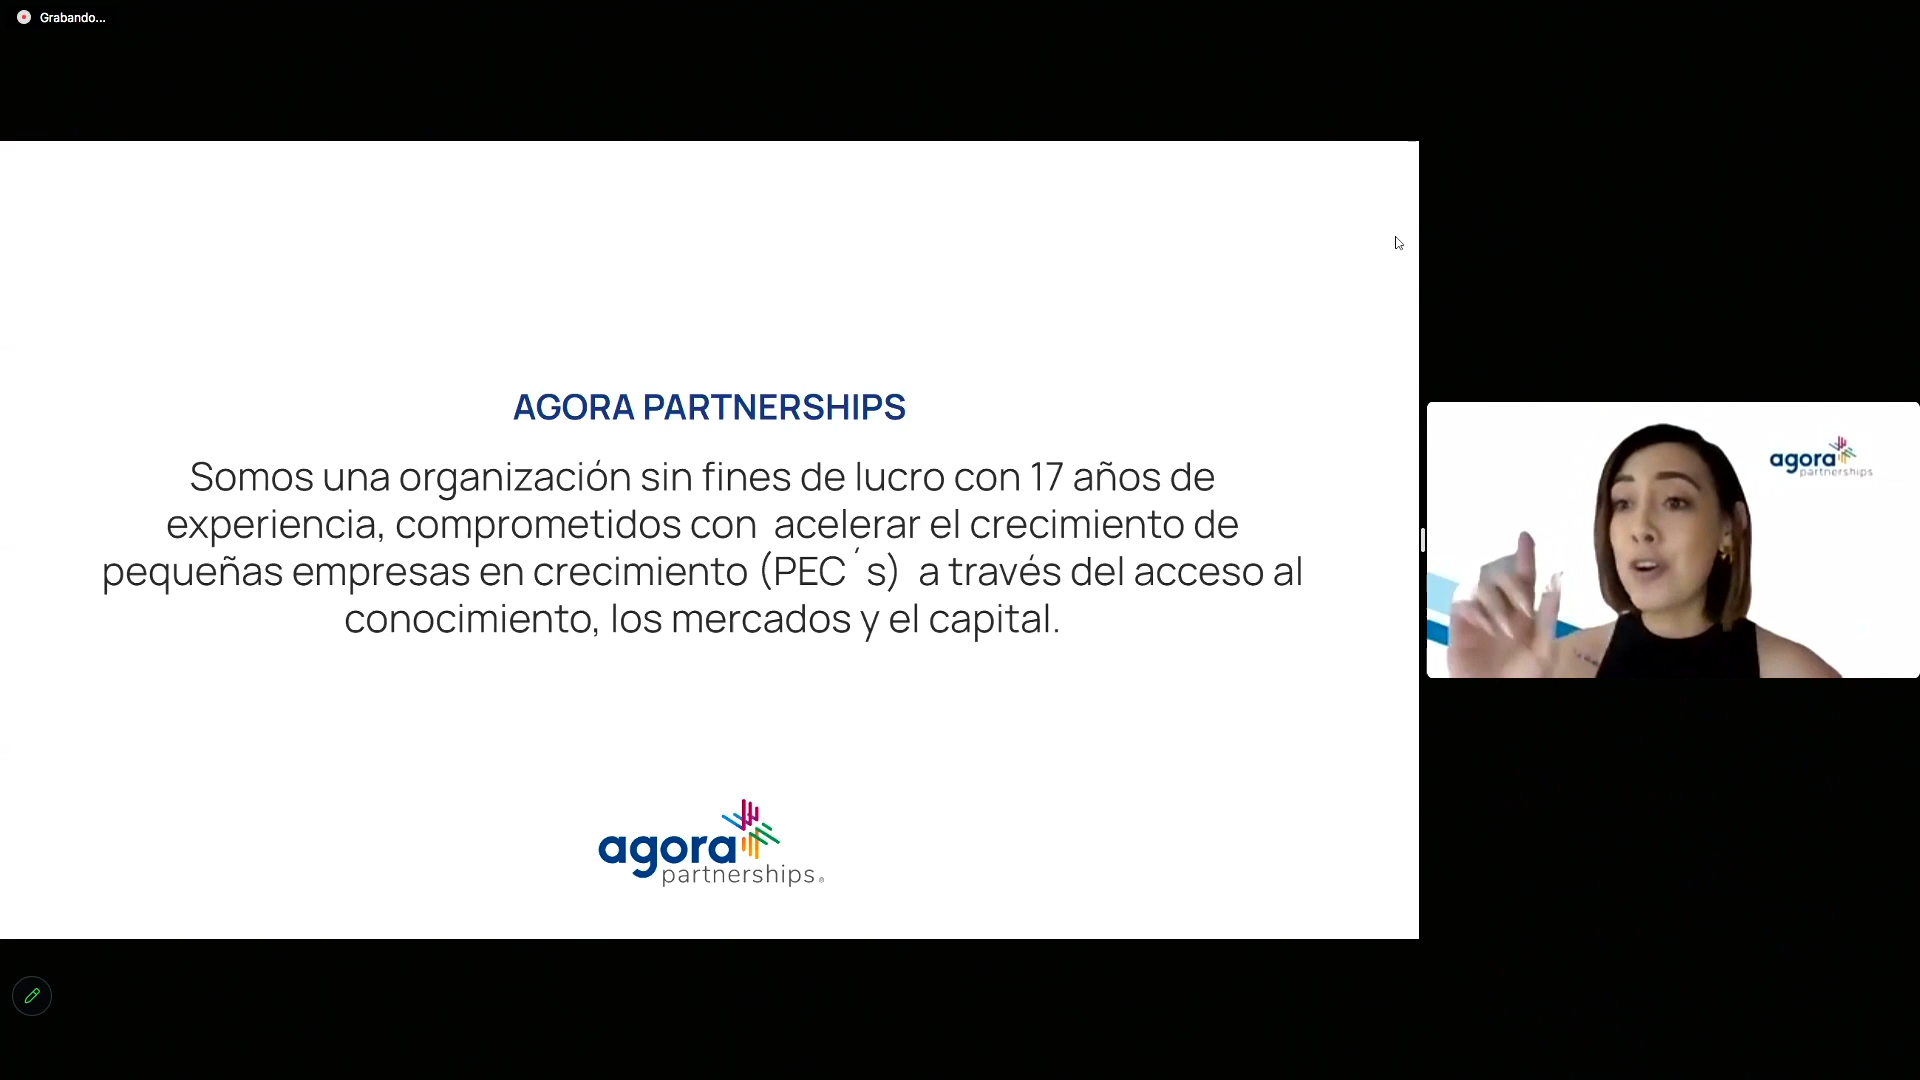 Grabando...
AGORA PARTNERSHIPS
Somos una organización sin fines de lucro con 17 años de
experiencia, comprometidos con  acelerar el crecimiento de
pequeñas empresas en crecimiento (PEC´s)  a través del acceso al
conocimiento, los mercados y el capital.
agora
partnerships®
agora
partnerships